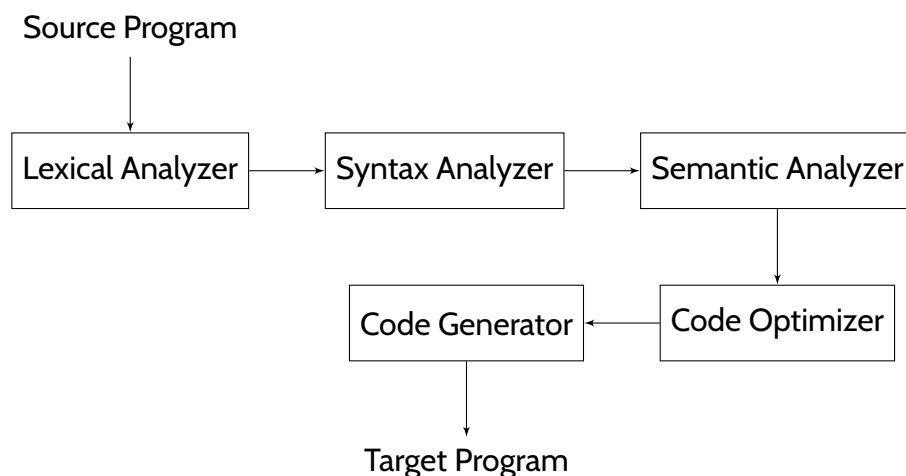 Source Program
Lexical Analyzer
Syntax Analyzer
Semantic Analyzer
Code Optimizer
Code Generator
Target Program